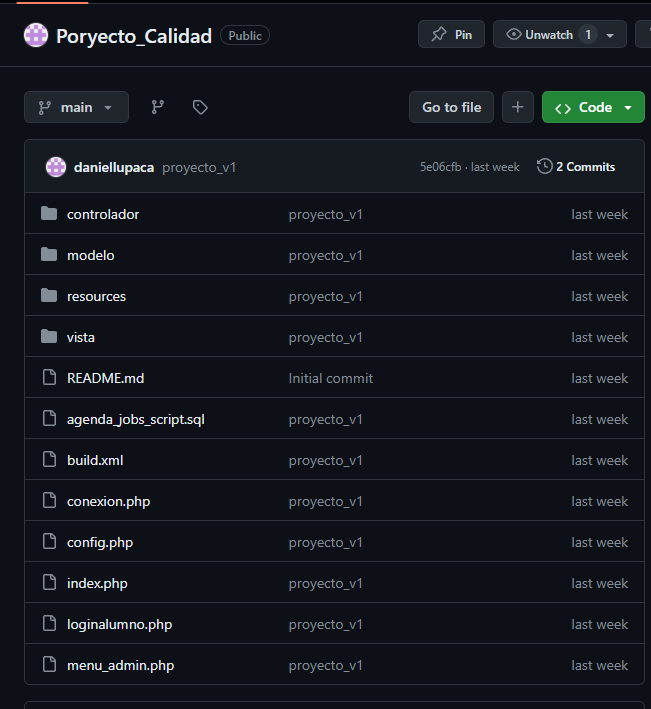 Poryecto_Calidad Public Pin Unwatch 1
main Go to file Code
daniellupaca proyecto_v1 5e06cfb · last week 2 Commits
controlador proyecto_v1 last week
modelo proyecto_v1 last week
resources proyecto_v1 last week
vista proyecto_v1 last week
README.md Initial commit last week
agenda_jobs_script.sql proyecto_v1 last week
build.xml proyecto_v1 last week
conexion.php proyecto_v1 last week
config.php proyecto_v1 last week
index.php proyecto_v1 last week
loginalumno.php proyecto_v1 last week
menu_admin.php proyecto_v1 last week